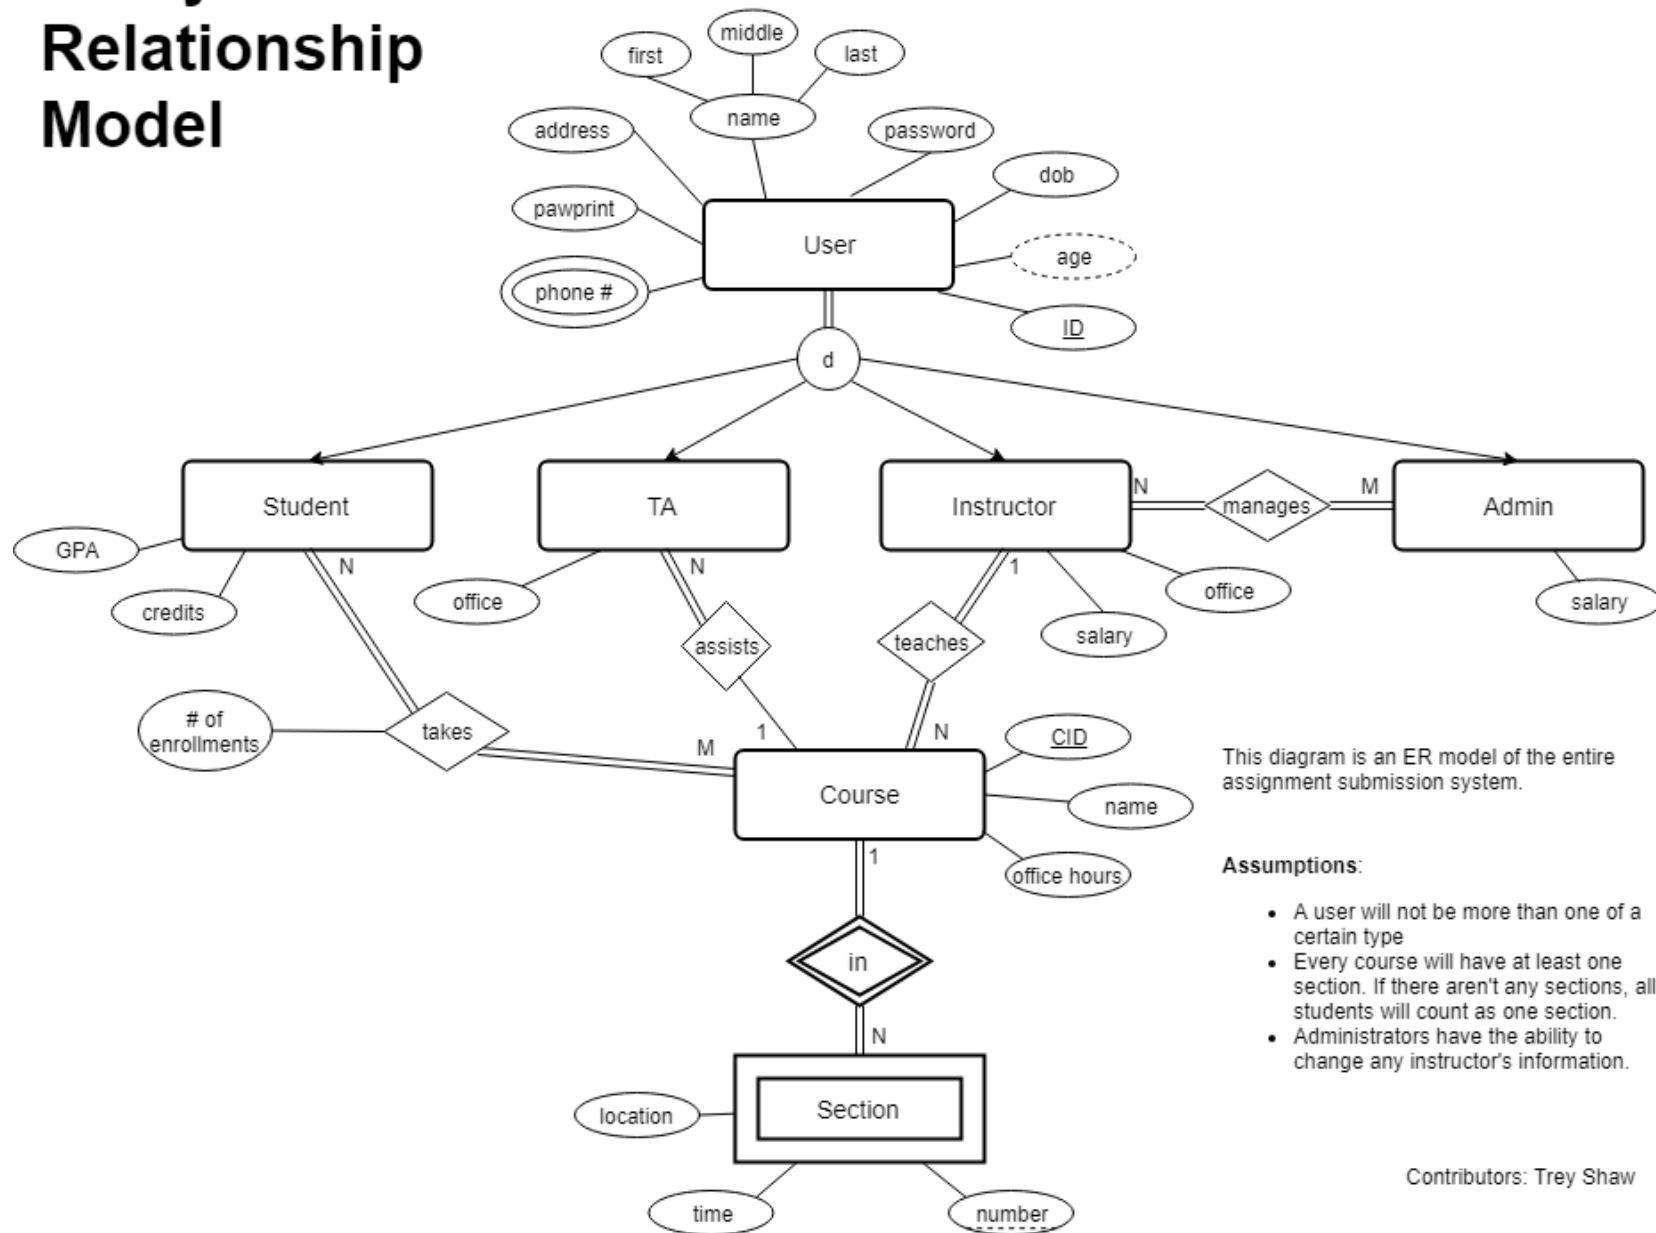 Relationship
Model
first
middle
last
name
address
password
pawprint
dob
User
age
phone #
ID
d
Student
TA
Instructor
N
manages
M
Admin
GPA
credits
N
office
N
1
office
salary
salary
assists
teaches
# of
enrollments
takes
M
1
N
CID
Course
name
office hours
1
in
N
Section
location
time
number
This diagram is an ER model of the entire
assignment submission system.
Assumptions:
• A user will not be more than one of a
certain type
• Every course will have at least one
section. If there aren't any sections, all
students will count as one section.
• Administrators have the ability to
change any instructor's information.
Contributors: Trey Shaw